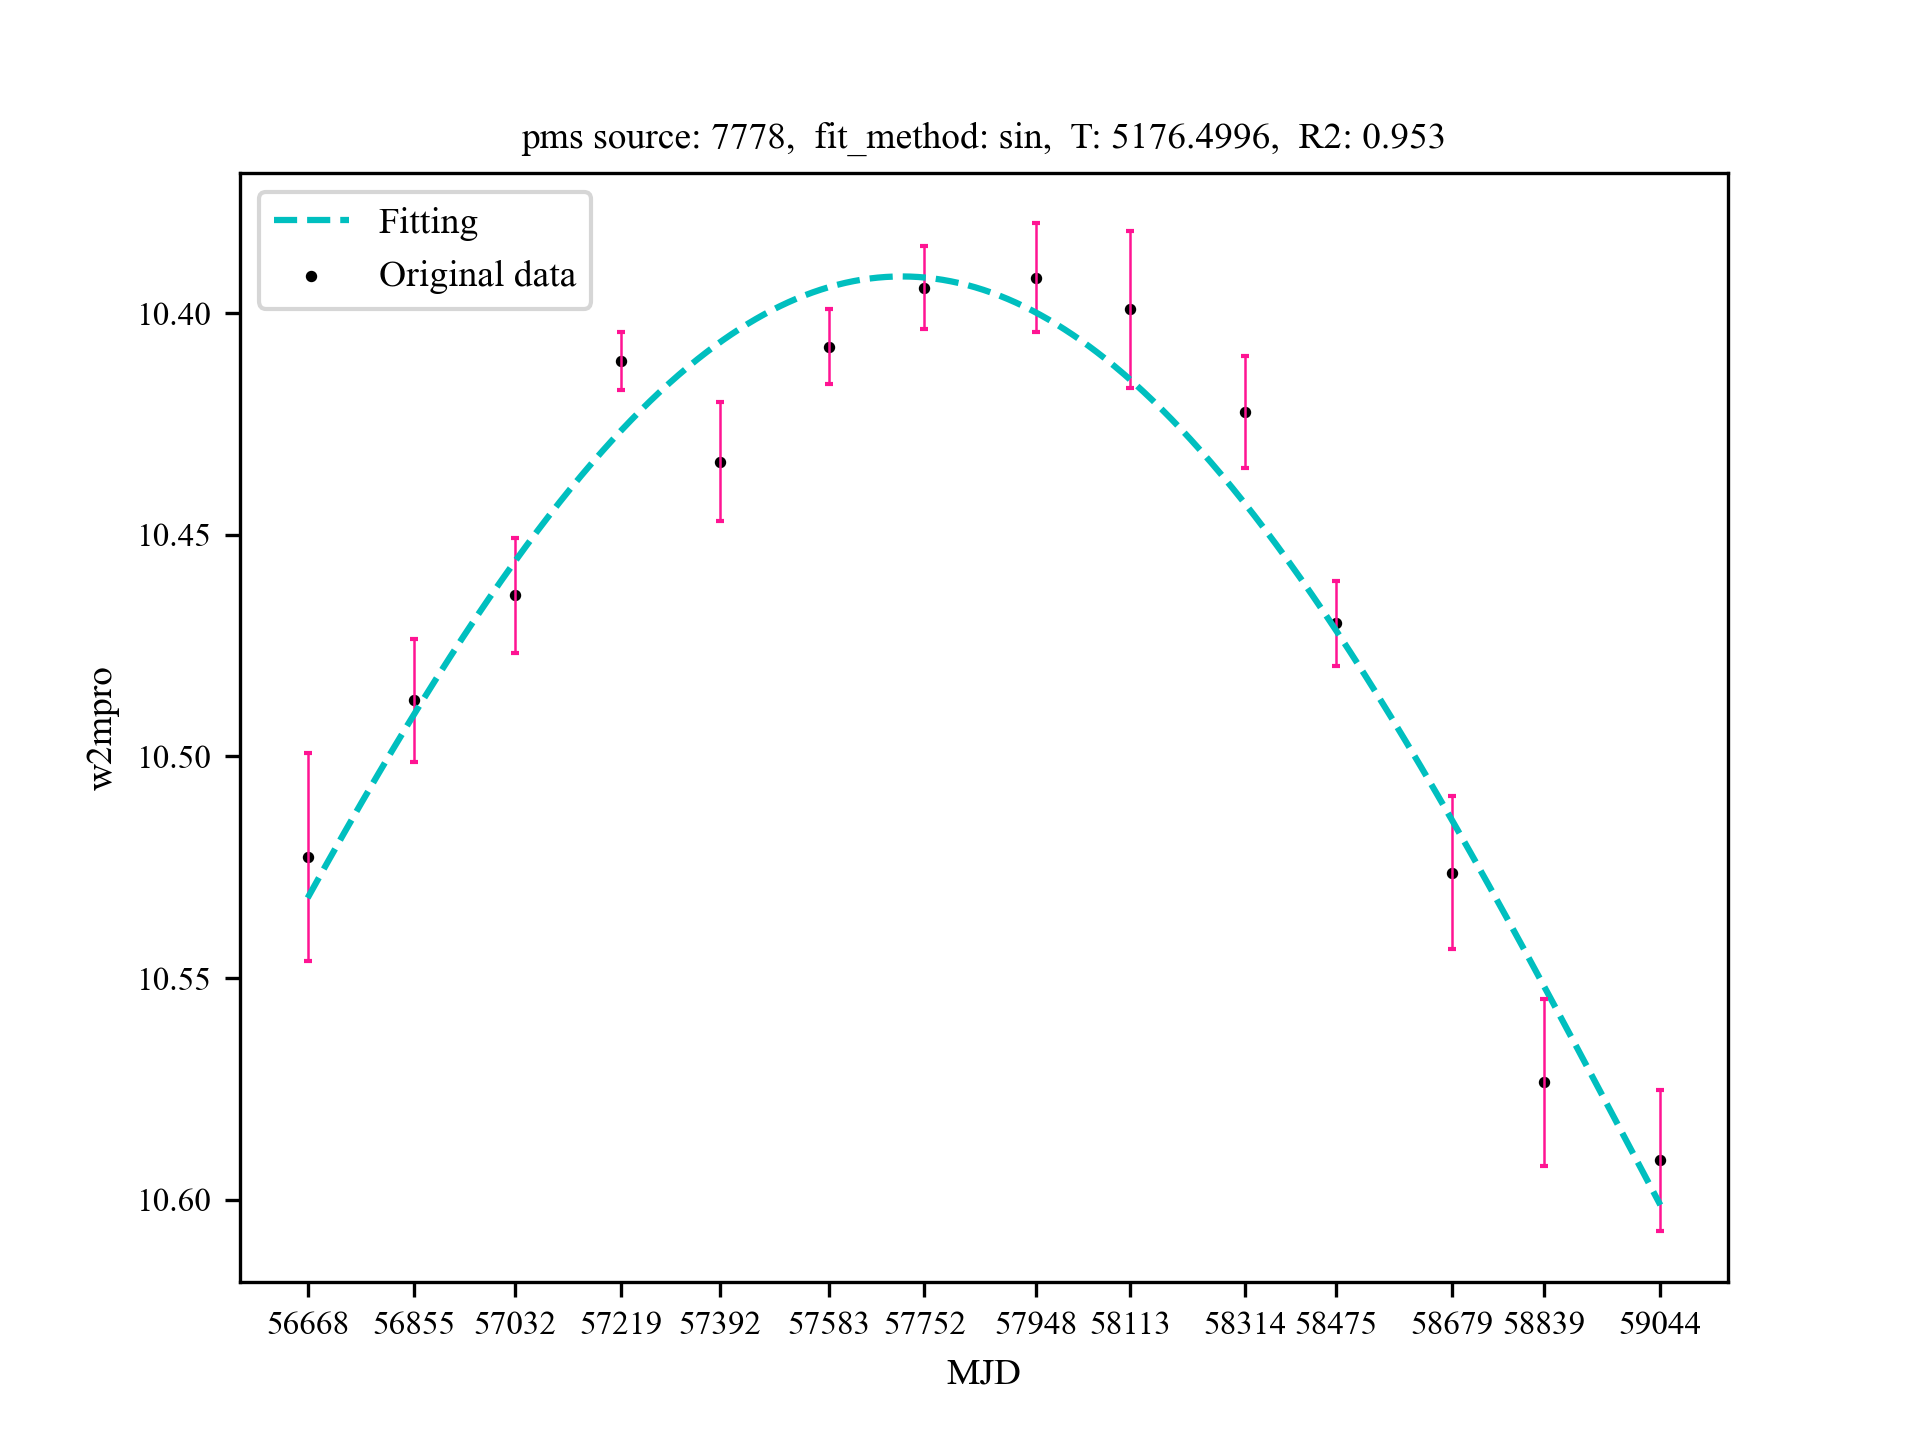 pms source: 7778,  fit_method: sin,  T: 5176.4996,  R2: 0.953
Fitting
Original data
10.40
10.45
10.50
10.55
10.60
w2mpro
56668 56855 57032 57219 57392 57583 57752 57948 58113 58314 58475 58679 58839 59044
MJD